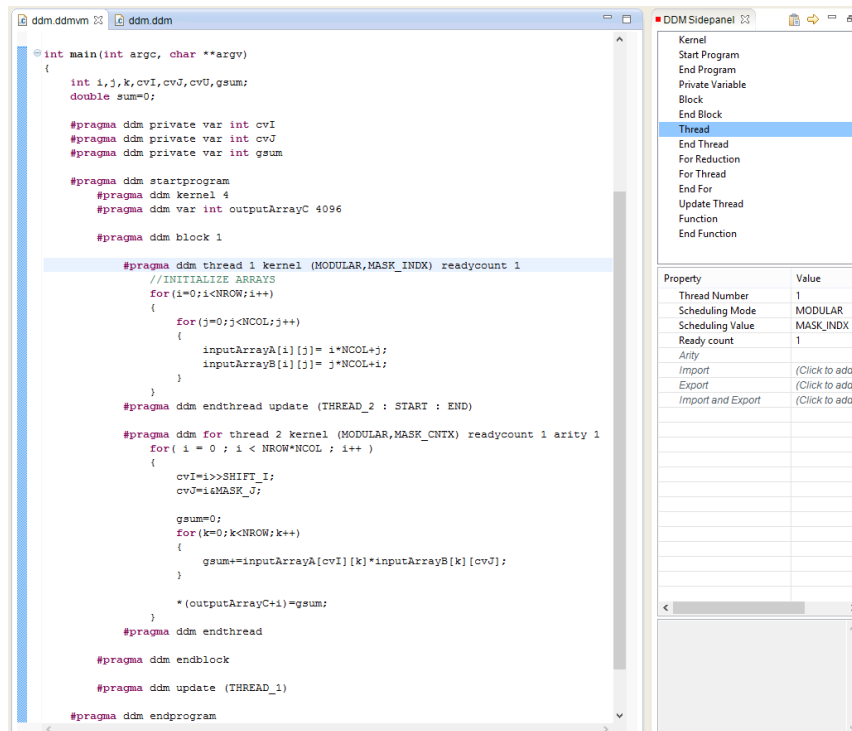 ddm.ddmvm
ddm.ddm
int main(int argc, char **argv)
{
int i,j,k,cvI,cvJ,cvU,gsum;
double sum=0;
#pragma ddm private var int cvI
#pragma ddm private var int cvJ
#pragma ddm private var int gsum
#pragma ddm startprogram
#pragma ddm kernel 4
#pragma ddm var int outputArrayC 4096
#pragma ddm block 1
#pragma ddm thread 1 kernel (MODULAR,MASK_INDX) readycount 1
//INITIALIZE ARRAYS
for(i=0;i<NROW;i++)
{
for(j=0;j<NCOL;j++)
{
inputArrayA[i][j]= i*NCOL+j;
inputArrayB[i][j]= j*NCOL+i;
}
}
#pragma ddm endthread update (THREAD_2 : START : END)
#pragma ddm for thread 2 kernel (MODULAR,MASK_CNTX) readycount 1 arity 1
for( i = 0 ; i < NROW*NCOL ; i++ )
{
cvI=i>>SHIFT_I;
cvJ=i&MASK_J;
gsum=0;
for(k=0;k<NROW;k++)
{
gsum+=inputArrayA[cvI][k]*inputArrayB[k][cvJ];
}
*(outputArrayC+i)=gsum;
}
#pragma ddm endthread
#pragma ddm endblock
#pragma ddm update (THREAD_1)
#pragma ddm endprogram
DDM Sidepanel
Kernel
Start Program
End Program
Private Variable
Block
End Block
Thread
End Thread
For Reduction
For Thread
End For
Update Thread
Function
End Function
Property Value
Thread Number 1
Scheduling Mode MODULAR
Scheduling Value MASK_INDX
Ready count 1
Arity
Import (Click to add
Export (Click to add
Import and Export (Click to add